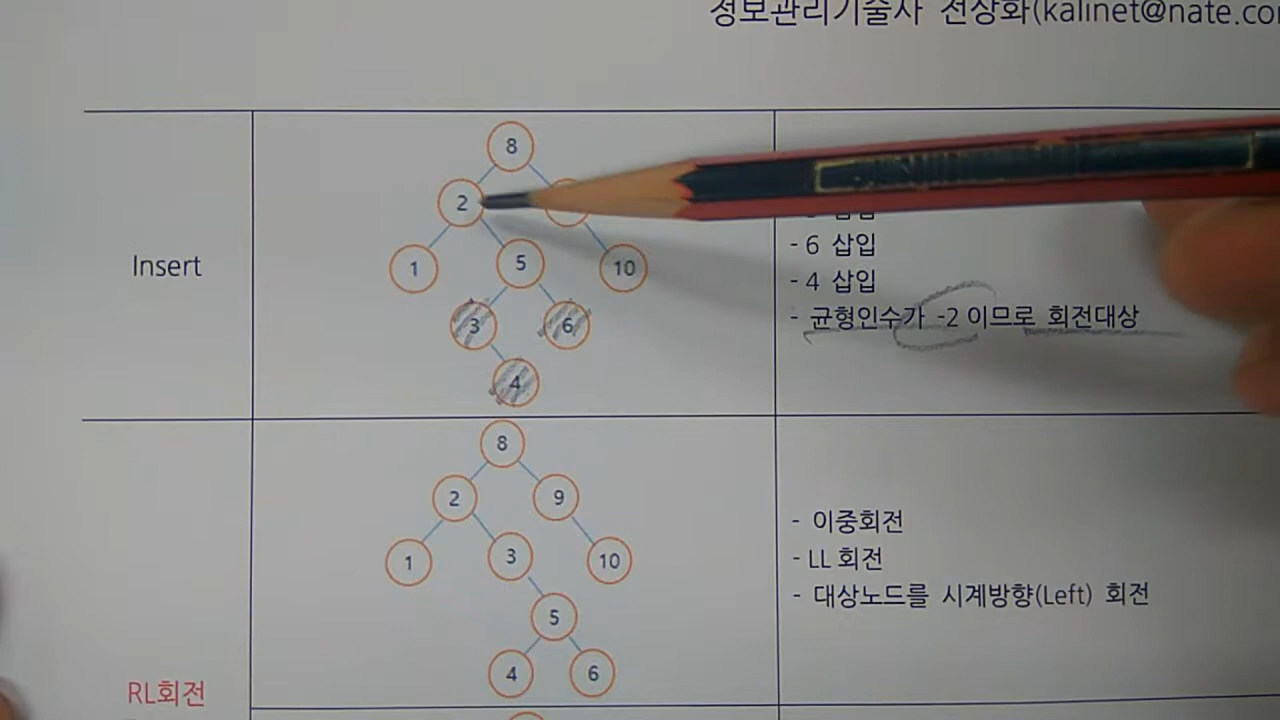 정보관리기술사 전상화(kalinet@nate.co
Insert
8
2
1
5
10
3
6
4
삽입
- 6 삽입
- 4 삽입
- 균형인수가 -2 이므로 회전대상
8
2
9
1
3
10
5
4
6
- 이중회전
- LL 회전
- 대상노드를 시계방향(Left) 회전
RL회전